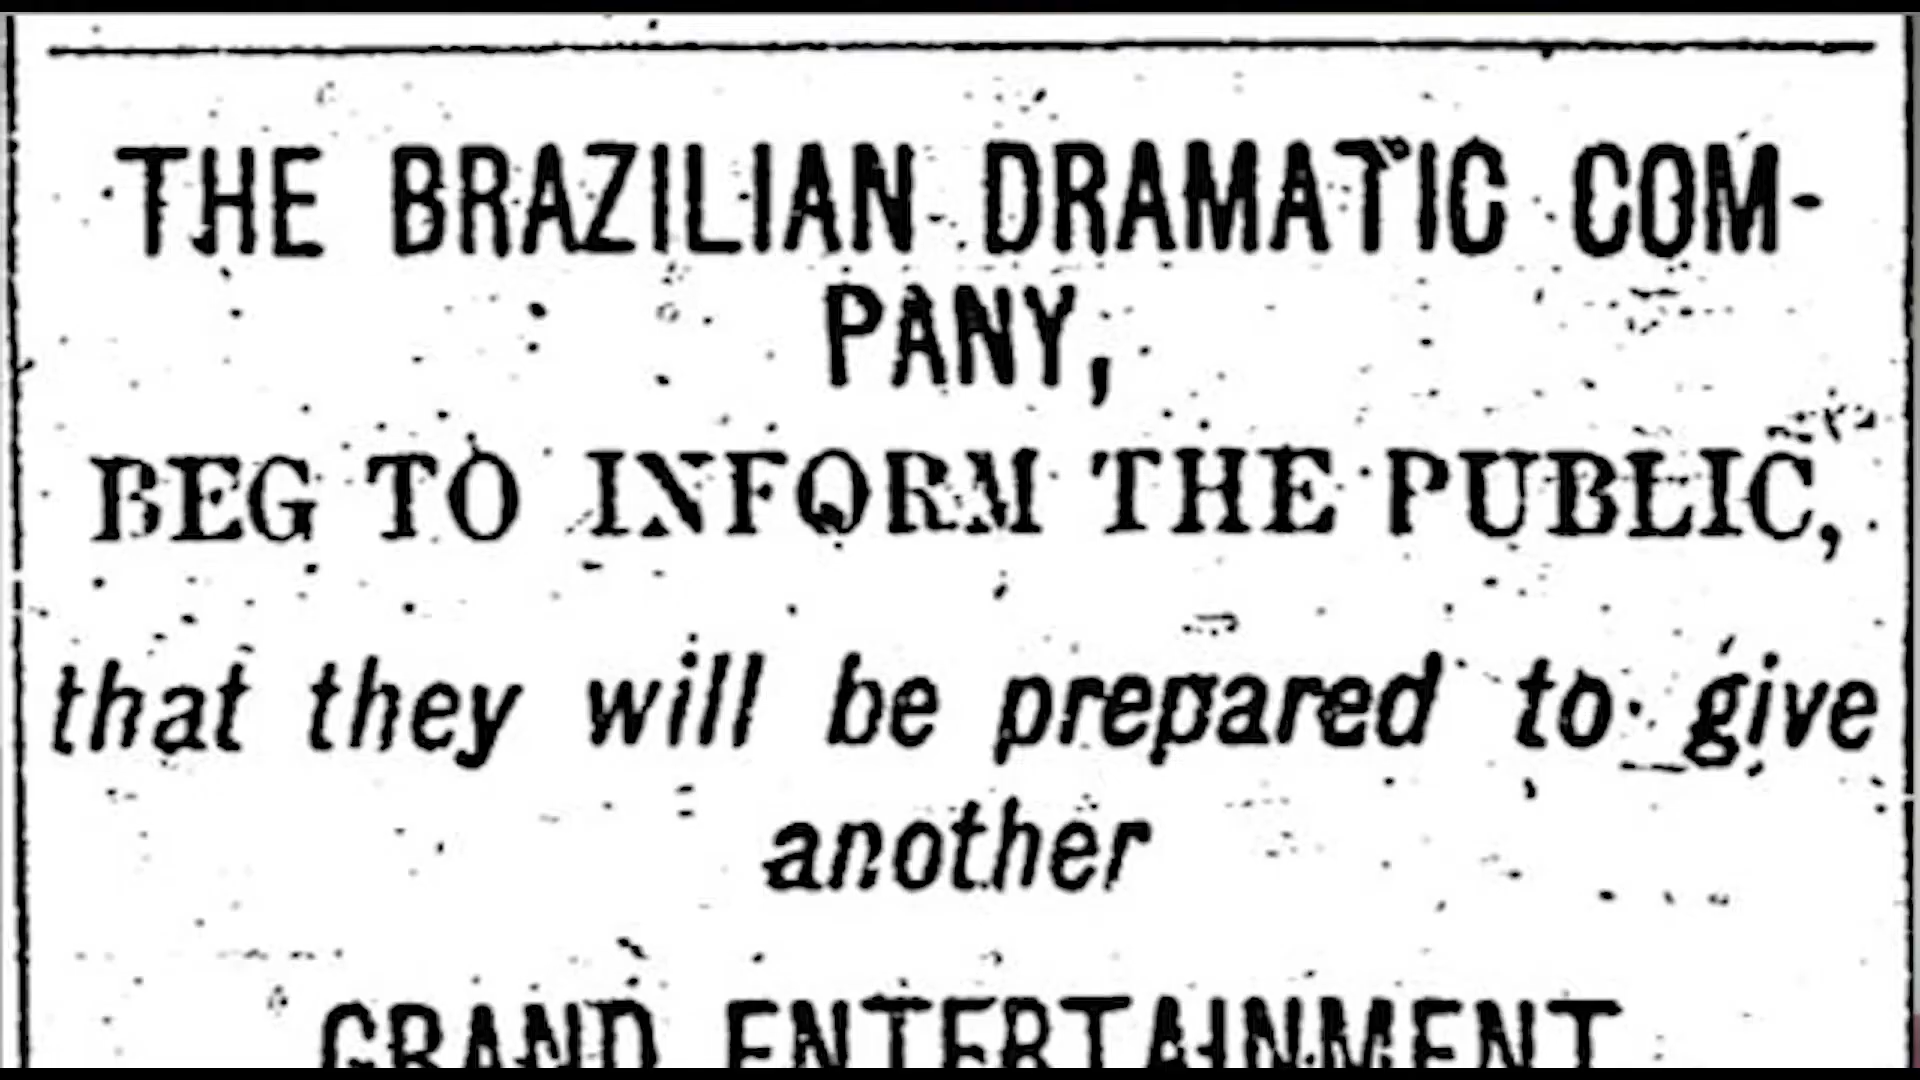 THE BRAZILIAN DRAMATIC COM-
PANY,
BEG TO INFORM THE PUBLIC,
that they will be prepared to give
another
GRAND ENTERTAINMENT